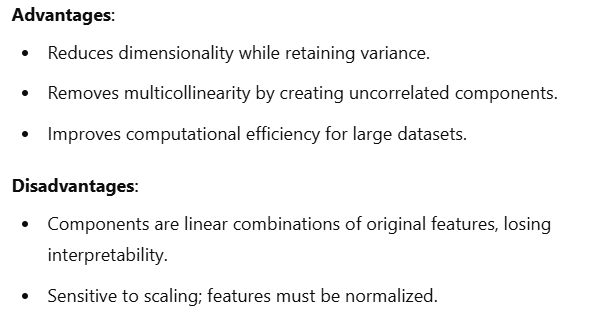 Advantages:
• Reduces dimensionality while retaining variance.
• Removes multicollinearity by creating uncorrelated components.
• Improves computational efficiency for large datasets.
Disadvantages:
• Components are linear combinations of original features, losing
interpretability.
• Sensitive to scaling; features must be normalized.